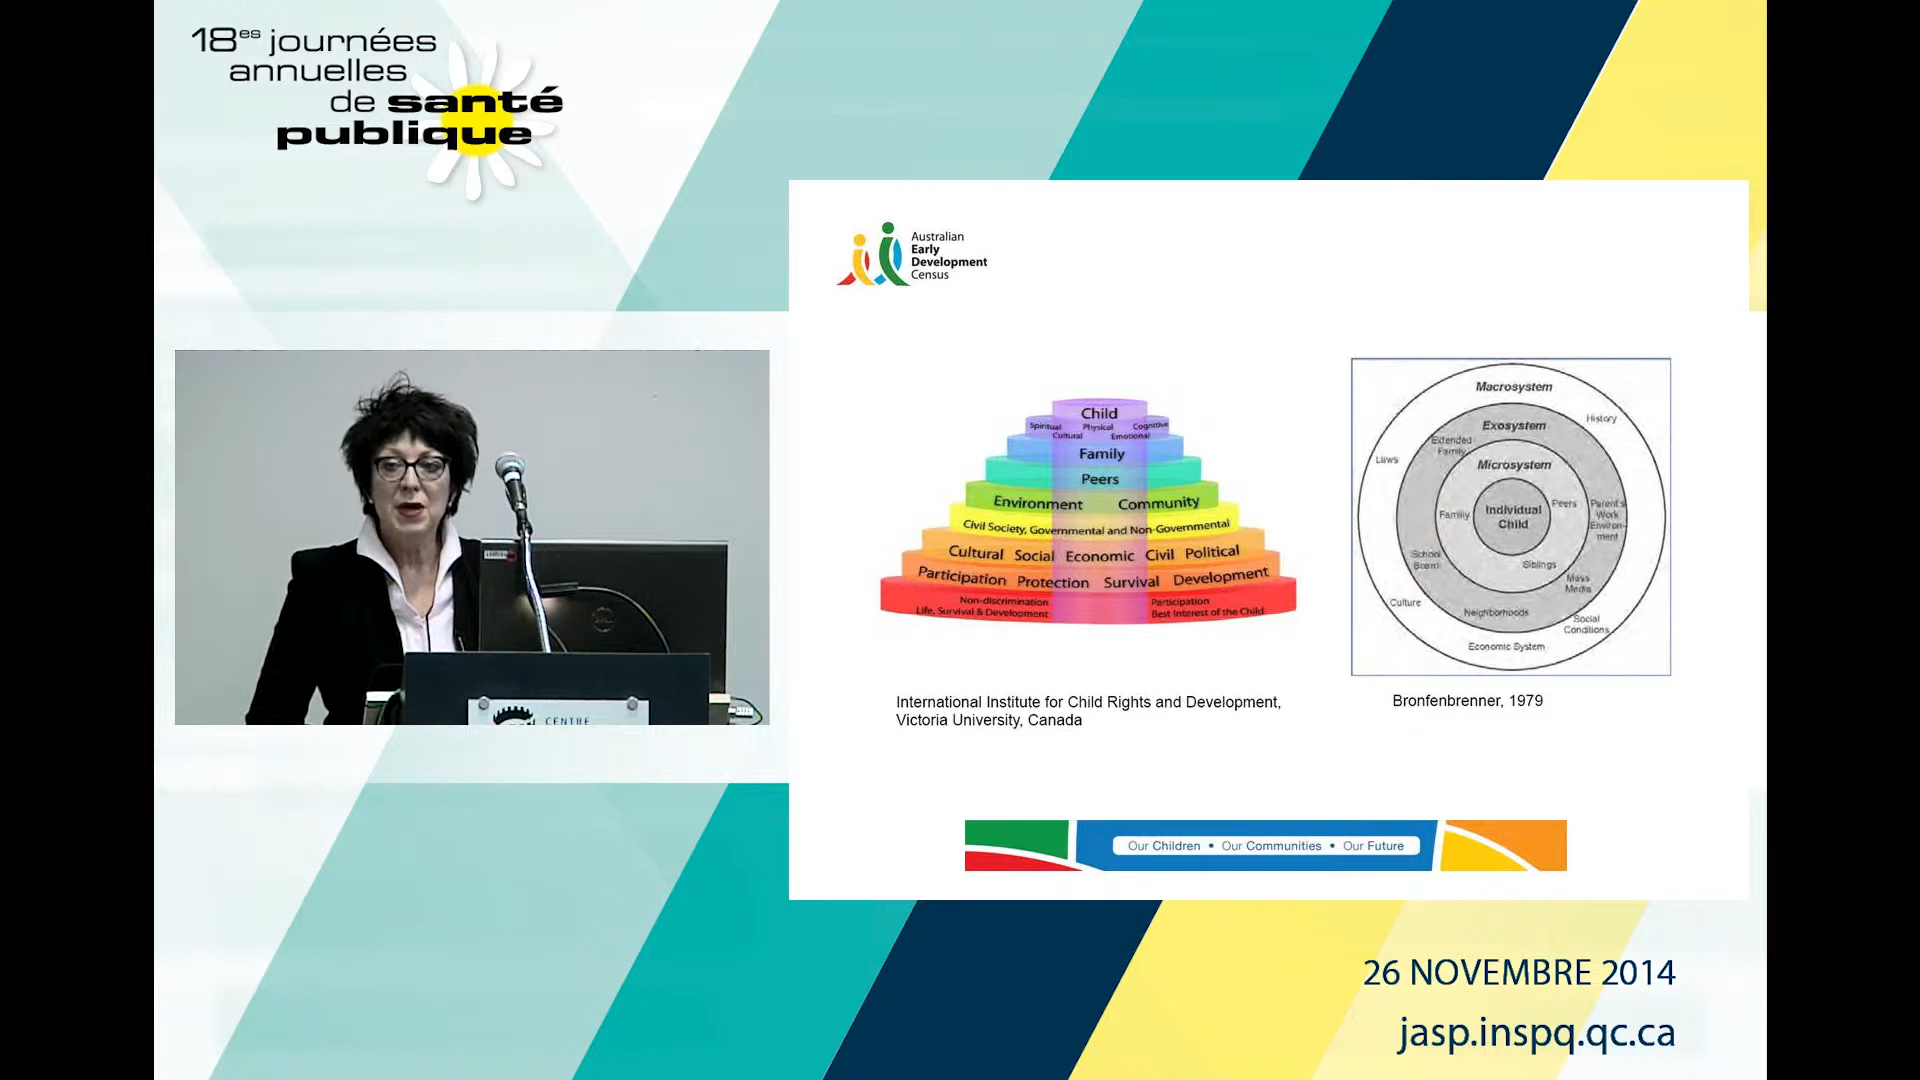 18es journées
annuelles
de santé
publique
Australian
Early
Development
Census
Child
Spiritual Physical Cognitive
Cultural Emotional
Family
Peers
Environment Community
Civil Society, Governmental and Non-Governmental
Cultural Social Economic Civil Political
Participation Protection Survival Development
Non-discrimination Participation
Life, Survival & Development Best Interest of the Child
International Institute for Child Rights and Development,
Victoria University, Canada
Macrosystem
History
Exosystem
Extended
Family
Laws
Microsystem
Individual
Child
Family
Peers
Parent's
Work
Environ-
ment
School
Board
Siblings
Mass
Media
Culture
Neighborhoods
Social
Conditions
Economic System
Bronfenbrenner, 1979
CENTRE
Our Children • Our Communities • Our Future
26 NOVEMBRE 2014
jasp.inspq.qc.ca